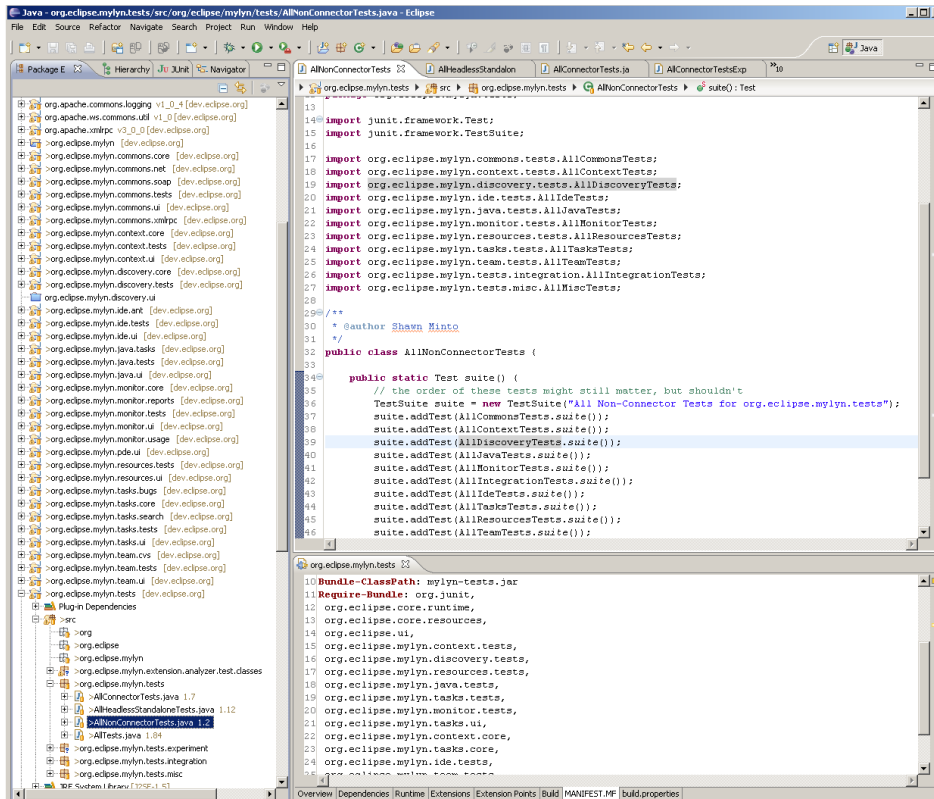 Java - org.eclipse.mylyn.tests/src/org/eclipse/mylyn/tests/AllNonConnectorTests.java - Eclipse
File Edit Source Refactor Navigate Search Project Run Window Help
Java
Package E Hierarchy JUnit Navigator
org.apache.commons.logging v1_0_4 [dev.eclipse.org]
org.apache.ws.commons.util v1_0 [dev.eclipse.org]
org.apache.xmlrpc v3_0_0 [dev.eclipse.org]
>org.eclipse.mylyn [dev.eclipse.org]
>org.eclipse.mylyn.commons.core [dev.eclipse.org]
>org.eclipse.mylyn.commons.net [dev.eclipse.org]
>org.eclipse.mylyn.commons.soap [dev.eclipse.org]
>org.eclipse.mylyn.commons.tests [dev.eclipse.org]
>org.eclipse.mylyn.commons.ui [dev.eclipse.org]
>org.eclipse.mylyn.commons.xmlrpc [dev.eclipse.org]
>org.eclipse.mylyn.context.core [dev.eclipse.org]
>org.eclipse.mylyn.context.tests [dev.eclipse.org]
>org.eclipse.mylyn.context.ui [dev.eclipse.org]
>org.eclipse.mylyn.discovery.core [dev.eclipse.org]
>org.eclipse.mylyn.discovery.tests [dev.eclipse.org]
org.eclipse.mylyn.discovery.ui
>org.eclipse.mylyn.ide.ant [dev.eclipse.org]
>org.eclipse.mylyn.ide.tests [dev.eclipse.org]
>org.eclipse.mylyn.ide.ui [dev.eclipse.org]
>org.eclipse.mylyn.java.tasks [dev.eclipse.org]
>org.eclipse.mylyn.java.tests [dev.eclipse.org]
>org.eclipse.mylyn.java.ui [dev.eclipse.org]
>org.eclipse.mylyn.monitor.core [dev.eclipse.org]
>org.eclipse.mylyn.monitor.reports [dev.eclipse.org]
>org.eclipse.mylyn.monitor.tests [dev.eclipse.org]
>org.eclipse.mylyn.monitor.ui [dev.eclipse.org]
>org.eclipse.mylyn.monitor.usage [dev.eclipse.org]
>org.eclipse.mylyn.pde.ui [dev.eclipse.org]
>org.eclipse.mylyn.resources.tests [dev.eclipse.org]
>org.eclipse.mylyn.resources.ui [dev.eclipse.org]
>org.eclipse.mylyn.tasks.bugs [dev.eclipse.org]
>org.eclipse.mylyn.tasks.core [dev.eclipse.org]
>org.eclipse.mylyn.tasks.search [dev.eclipse.org]
>org.eclipse.mylyn.tasks.tests [dev.eclipse.org]
>org.eclipse.mylyn.tasks.ui [dev.eclipse.org]
>org.eclipse.mylyn.team.cvs [dev.eclipse.org]
>org.eclipse.mylyn.team.tests [dev.eclipse.org]
>org.eclipse.mylyn.team.ui [dev.eclipse.org]
>org.eclipse.mylyn.tests [dev.eclipse.org]
Plug-in Dependencies
>src
>org
>org.eclipse
>org.eclipse.mylyn
>org.eclipse.mylyn.extension.analyzer.test.classes
>org.eclipse.mylyn.tests
>AllConnectorTests.java 1.7
>AllHeadlessStandaloneTests.java 1.12
>AllNonConnectorTests.java 1.2
>AllTests.java 1.84
>org.eclipse.mylyn.tests.experiment
>org.eclipse.mylyn.tests.integration
>org.eclipse.mylyn.tests.misc
JRE System Library [J2SE-1.5]
AllNonConnectorTests AllHeadlessStandalon AllConnectorTests.ja AllConnectorTestsExp »10
org.eclipse.mylyn.tests src org.eclipse.mylyn.tests AllNonConnectorTests suite() : Test
13
14 import junit.framework.Test;
15 import junit.framework.TestSuite;
16
17 import org.eclipse.mylyn.commons.tests.AllCommonsTests;
18 import org.eclipse.mylyn.context.tests.AllContextTests;
19 import org.eclipse.mylyn.discovery.tests.AllDiscoveryTests;
20 import org.eclipse.mylyn.ide.tests.AllIdeTests;
21 import org.eclipse.mylyn.java.tests.AllJavaTests;
22 import org.eclipse.mylyn.monitor.tests.AllMonitorTests;
23 import org.eclipse.mylyn.resources.tests.AllResourcesTests;
24 import org.eclipse.mylyn.tasks.tests.AllTasksTests;
25 import org.eclipse.mylyn.team.tests.AllTeamTests;
26 import org.eclipse.mylyn.tests.integration.AllIntegrationTests;
27 import org.eclipse.mylyn.tests.misc.AllMiscTests;
28
29 /**
30 * @author Shawn Minto
31 */
32 public class AllNonConnectorTests {
33
34 public static Test suite() {
35 // the order of these tests might still matter, but shouldn't
36 TestSuite suite = new TestSuite("All Non-Connector Tests for org.eclipse.mylyn.tests");
37 suite.addTest(AllCommonsTests.suite());
38 suite.addTest(AllContextTests.suite());
39 suite.addTest(AllDiscoveryTests.suite());
40 suite.addTest(AllJavaTests.suite());
41 suite.addTest(AllMonitorTests.suite());
42 suite.addTest(AllIntegrationTests.suite());
43 suite.addTest(AllIdeTests.suite());
44 suite.addTest(AllTasksTests.suite());
45 suite.addTest(AllResourcesTests.suite());
46 suite.addTest(AllTeamTests.suite());
org.eclipse.mylyn.tests
10 Bundle-ClassPath: mylyn-tests.jar
11 Require-Bundle: org.junit,
12 org.eclipse.core.runtime,
13 org.eclipse.core.resources,
14 org.eclipse.ui,
15 org.eclipse.mylyn.context.tests,
16 org.eclipse.mylyn.discovery.tests,
17 org.eclipse.mylyn.resources.tests,
18 org.eclipse.mylyn.java.tests,
19 org.eclipse.mylyn.tasks.tests,
20 org.eclipse.mylyn.monitor.tests,
21 org.eclipse.mylyn.tasks.ui,
22 org.eclipse.mylyn.context.core,
23 org.eclipse.mylyn.tasks.core,
24 org.eclipse.mylyn.ide.tests,
25 org.eclipse.mylyn.team.tests
Overview Dependencies Runtime Extensions Extension Points Build MANIFEST.MF build.properties